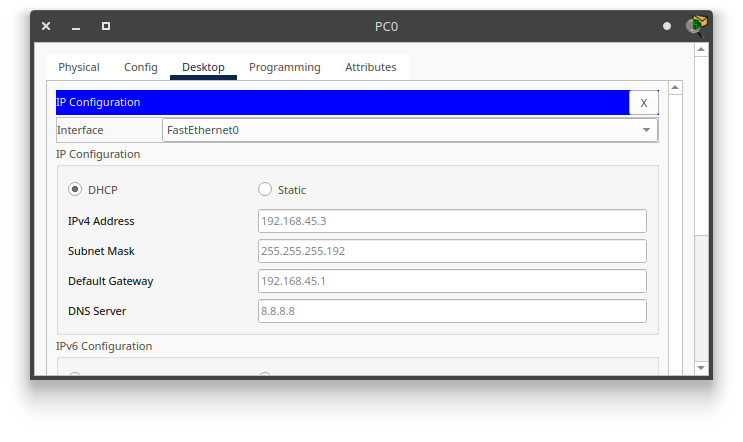 PC0
Physical Config Desktop Programming Attributes
IP Configuration X
Interface FastEthernet0
IP Configuration
DHCP Static
IPv4 Address 192.168.45.3
Subnet Mask 255.255.255.192
Default Gateway 192.168.45.1
DNS Server 8.8.8.8
IPv6 Configuration